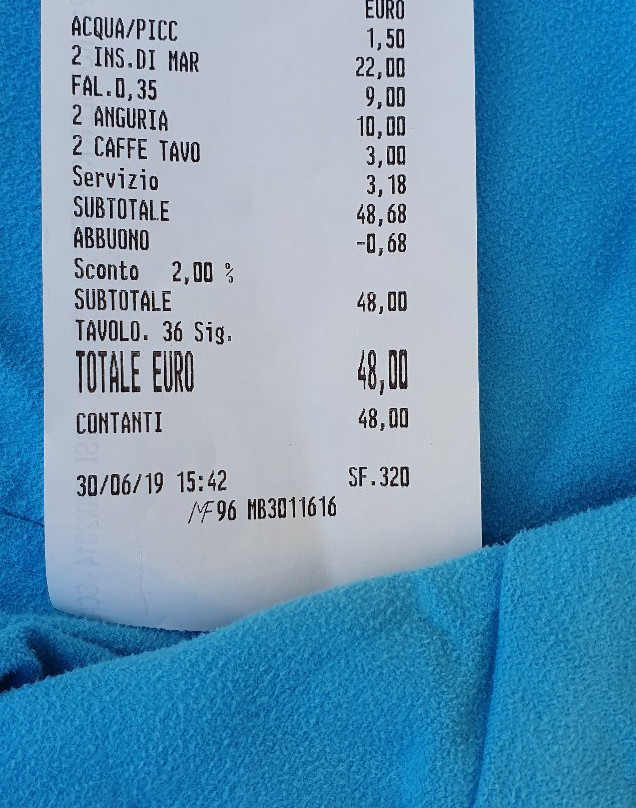 EURO
ACQUA/PICC 1,50
2 INS.DI MAR 22,00
FAL.0,35 9,00
2 ANGURIA 10,00
2 CAFFE TAVO 3,00
Servizio 3,18
SUBTOTALE 48,68
ABBUONO -0,68
Sconto 2,00 %
SUBTOTALE 48,00
TAVOLO. 36 Sig.
TOTALE EURO 48,00
CONTANTI 48,00
30/06/19 15:42 SF.320
MF96 MB3011616